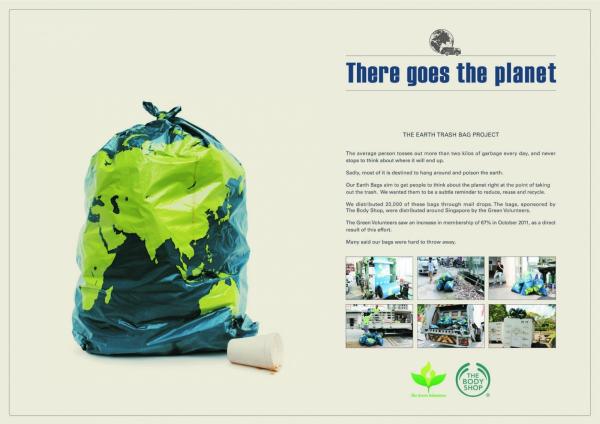 There goes the planet
THE EARTH TRASH BAG PROJECT
The average person tosses out more than two kilos of garbage every day, and never
stops to think about where it will end up.
Sadly, most of it is destined to hang around and poison the earth.
Our Earth Bags aim to get people to think about the planet right at the point of taking
out the trash. We wanted them to be a subtle reminder to reduce, reuse and recycle.
We distributed 20,000 of these bags through mail drops. The bags, sponsored by
The Body Shop, were distributed around Singapore by the Green Volunteers.
The Green Volunteers saw an increase in membership of 67% in October 2011, as a direct
result of this effort.
Many said our bags were hard to throw away.
The Green Volunteers
THE
BODY
SHOP
®